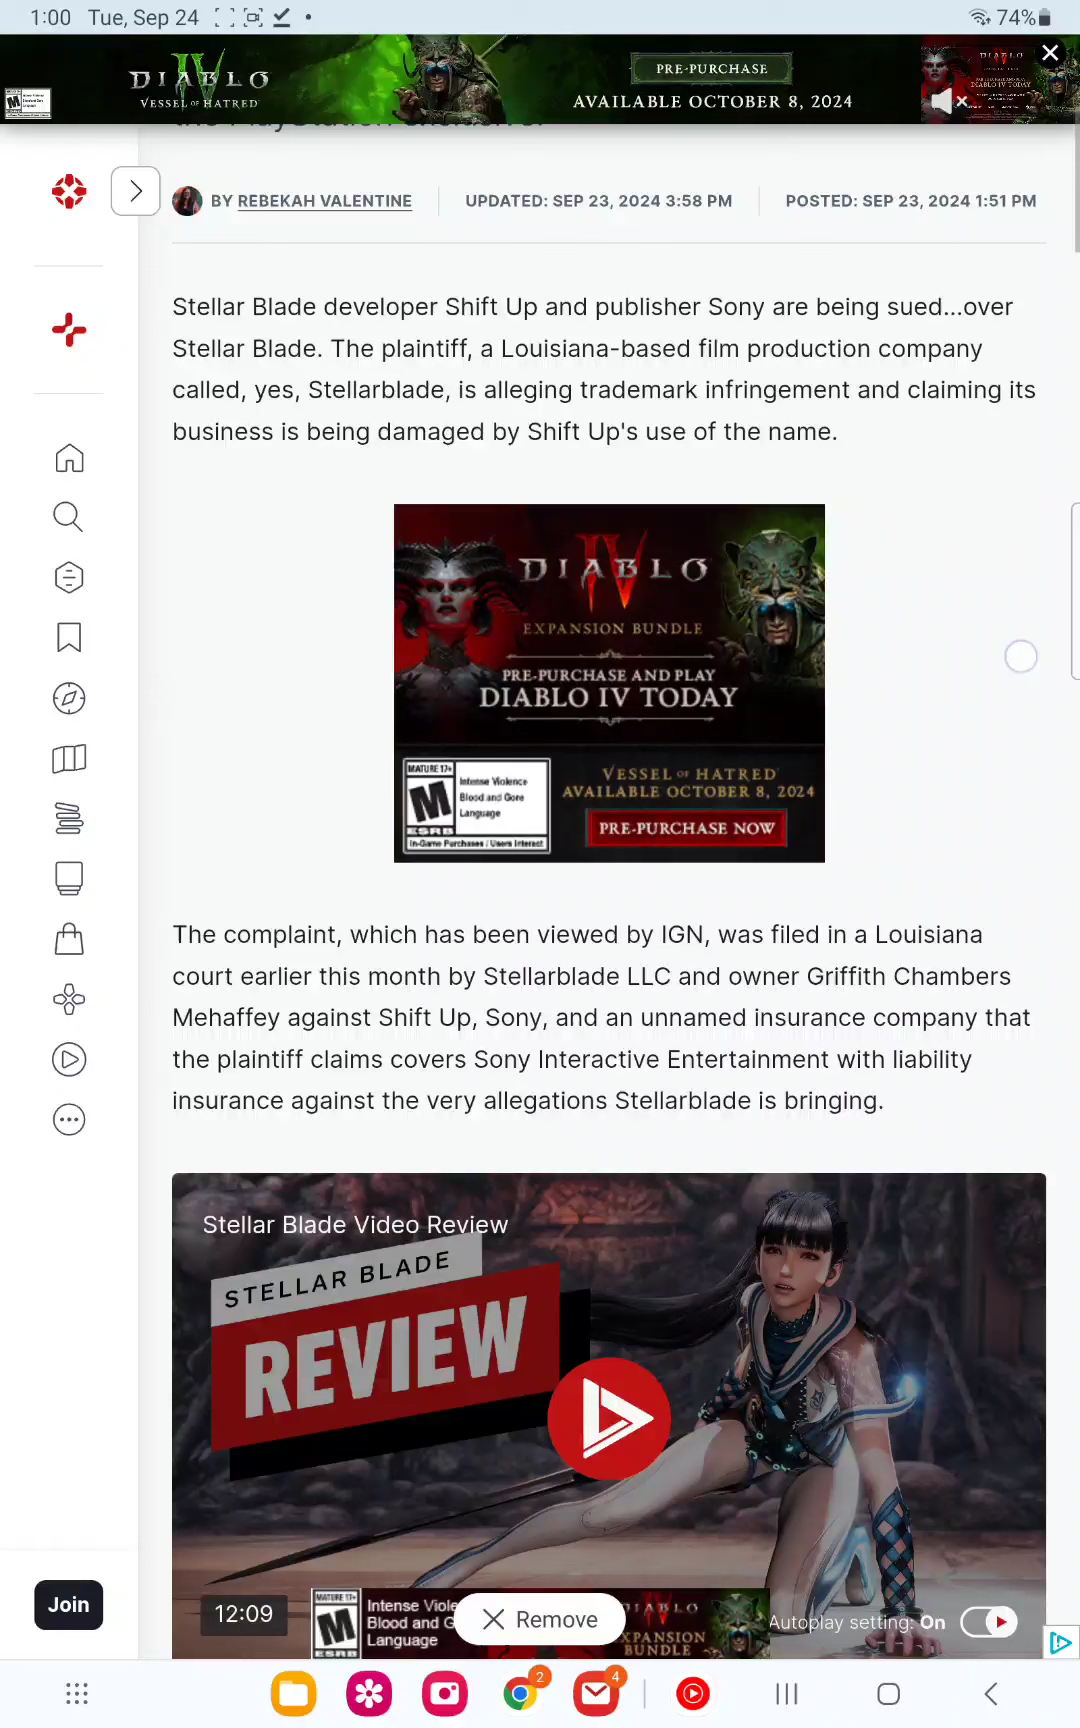 1:00 Tue, Sep 24
74%
DIABLO IV
VESSEL OF HATRED
PRE-PURCHASE
AVAILABLE OCTOBER 8, 2024
BY REBEKAH VALENTINE
UPDATED: SEP 23, 2024 3:58 PM
POSTED: SEP 23, 2024 1:51 PM
Stellar Blade developer Shift Up and publisher Sony are being sued...over
Stellar Blade. The plaintiff, a Louisiana-based film production company
called, yes, Stellarblade, is alleging trademark infringement and claiming its
business is being damaged by Shift Up's use of the name.
DIABLO IV
EXPANSION BUNDLE
PRE-PURCHASE AND PLAY
DIABLO IV TODAY
MATURE 17+
M
ESRB
Intense Violence
Blood and Gore
Language
In-Game Purchases / Users Interact
VESSEL OF HATRED
AVAILABLE OCTOBER 8, 2024
PRE-PURCHASE NOW
The complaint, which has been viewed by IGN, was filed in a Louisiana
court earlier this month by Stellarblade LLC and owner Griffith Chambers
Mehaffey against Shift Up, Sony, and an unnamed insurance company that
the plaintiff claims covers Sony Interactive Entertainment with liability
insurance against the very allegations Stellarblade is bringing.
Stellar Blade Video Review
STELLAR BLADE
REVIEW
12:09
MATURE 17+
M
Intense Viole
Blood and G
Language
Remove
DIABLO
EXPANSION
BUNDLE
Autoplay setting: On
Join
2
4